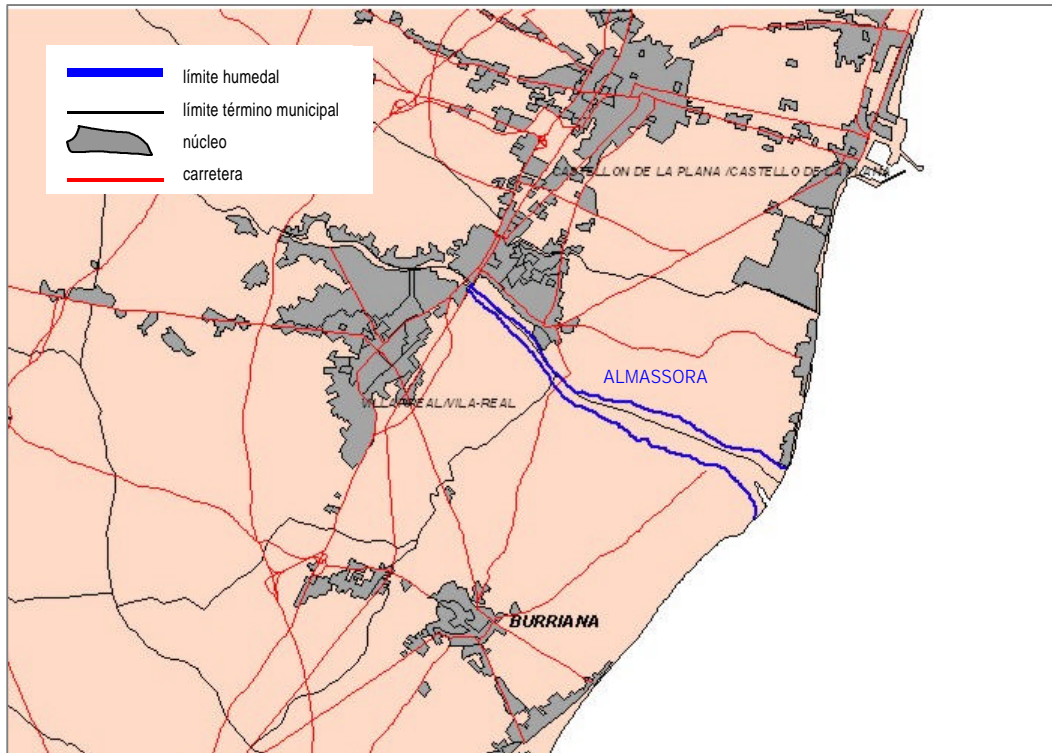 límite humedal
límite término municipal
núcleo
carretera
CASTELLON DE LA PLANA /CASTELLO DE LA PLANA
ALMASSORA
VILLARREAL/VILA-REAL
BURRIANA